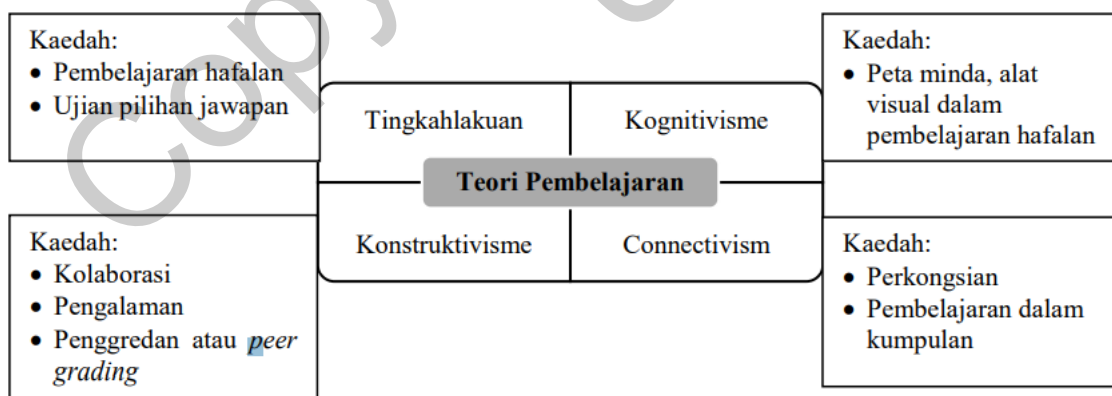 Copy
Kaedah:
• Pembelajaran hafalan
• Ujian pilihan jawapan
Tingkahlakuan
Kognitivisme
Kaedah:
• Peta minda, alat
visual dalam
pembelajaran hafalan
Teori Pembelajaran
Kaedah:
• Kolaborasi
• Pengalaman
• Penggredan atau peer
grading
Konstruktivisme
Connectivism
Kaedah:
• Perkongsian
• Pembelajaran dalam
kumpulan